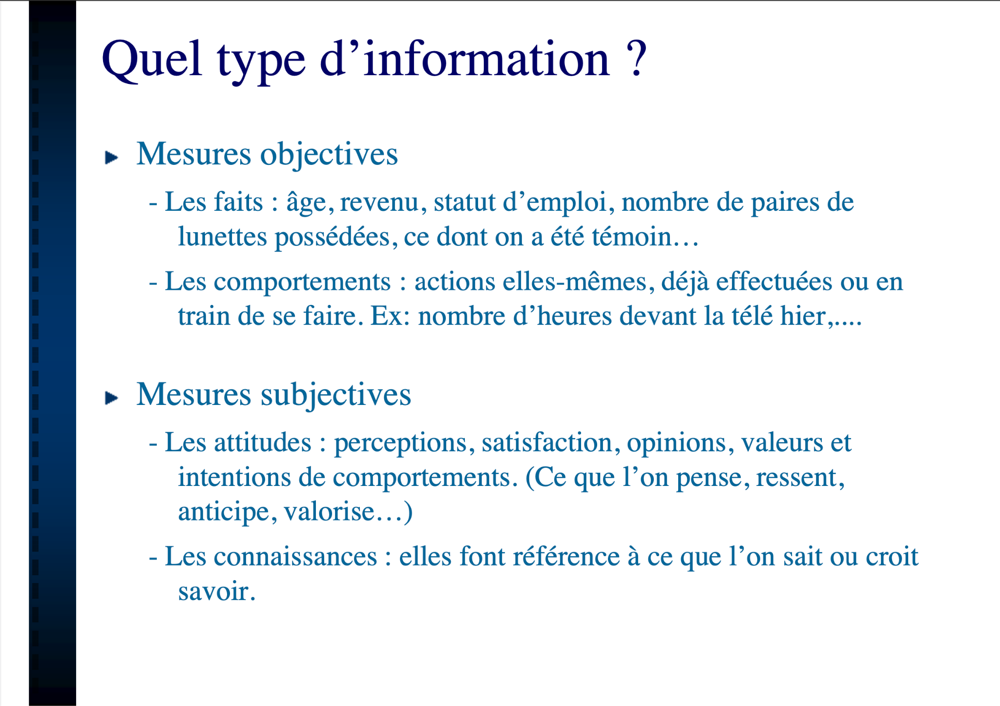 Quel type d’information ?
Mesures objectives
- Les faits : âge, revenu, statut d’emploi, nombre de paires de
lunettes possédées, ce dont on a été témoin…
- Les comportements : actions elles-mêmes, déjà effectuées ou en
train de se faire. Ex: nombre d’heures devant la télé hier,....
Mesures subjectives
- Les attitudes : perceptions, satisfaction, opinions, valeurs et
intentions de comportements. (Ce que l’on pense, ressent,
anticipe, valorise…)
- Les connaissances : elles font référence à ce que l’on sait ou croit
savoir.